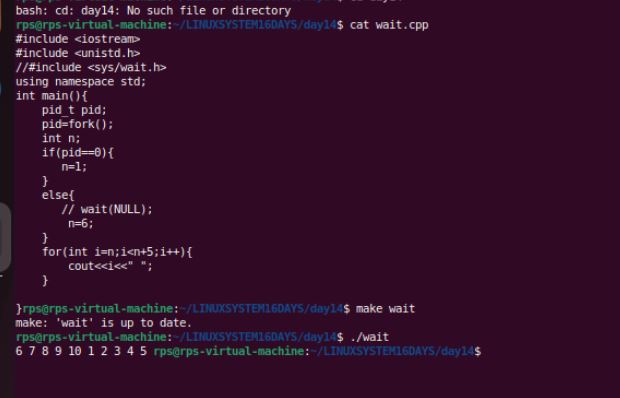 bash: cd: day14: No such file or directory
rps@rps-virtual-machine:~/LINUXSYSTEM16DAYS/day14$ cat wait.cpp
#include <iostream>
#include <unistd.h>
//#include <sys/wait.h>
using namespace std;
int main(){
    pid_t pid;
    pid=fork();
    int n;
    if(pid==0){
       n=1;
    }
    else{
       // wait(NULL);
        n=6;
    }
    for(int i=n;i<n+5;i++){
        cout<<i<<" ";
    }
}rps@rps-virtual-machine:~/LINUXSYSTEM16DAYS/day14$ make wait
make: 'wait' is up to date.
rps@rps-virtual-machine:~/LINUXSYSTEM16DAYS/day14$ ./wait
6 7 8 9 10 1 2 3 4 5 rps@rps-virtual-machine:~/LINUXSYSTEM16DAYS/day14$